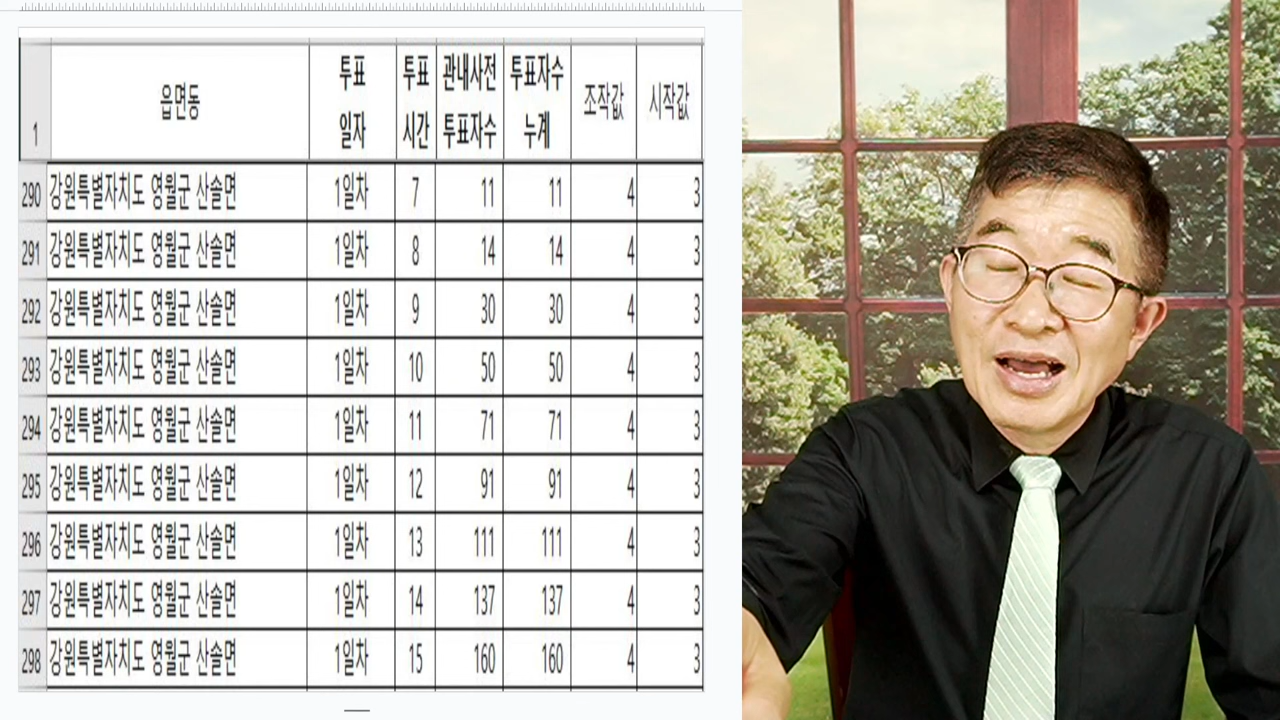 1 읍면동 투표 일자 투표 시간 관내사전 투표자수 투표자수 누계 조작값 시작값
290 강원특별자치도 영월군 산솔면 1일차 7 11 11 4 3
291 강원특별자치도 영월군 산솔면 1일차 8 14 14 4 3
292 강원특별자치도 영월군 산솔면 1일차 9 30 30 4 3
293 강원특별자치도 영월군 산솔면 1일차 10 50 50 4 3
294 강원특별자치도 영월군 산솔면 1일차 11 71 71 4 3
295 강원특별자치도 영월군 산솔면 1일차 12 91 91 4 3
296 강원특별자치도 영월군 산솔면 1일차 13 111 111 4 3
297 강원특별자치도 영월군 산솔면 1일차 14 137 137 4 3
298 강원특별자치도 영월군 산솔면 1일차 15 160 160 4 3